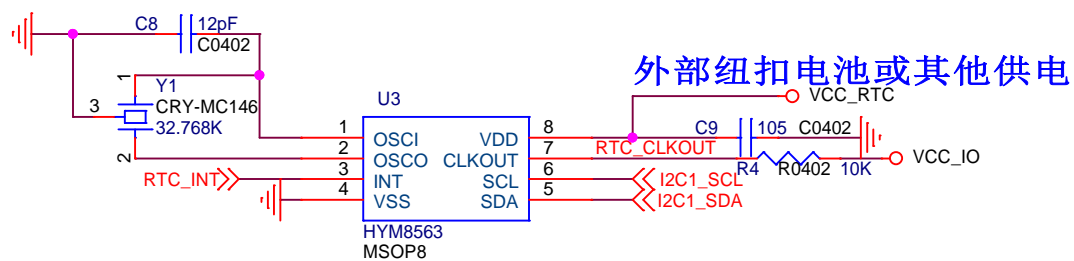 C8 12pF
C0402
外部纽扣电池或其他供电
1
Y1
U3
VCC_RTC
3 CRY-MC146
32.768K
1 OSCI VDD 8 C9 105 C0402
RTC_CLKOUT
2 2 OSCO CLKOUT 7 R4 R0402 10K VCC_IO
RTC_INT 3 INT SCL 6 I2C1_SCL
4 VSS SDA 5 I2C1_SDA
HYM8563
MSOP8